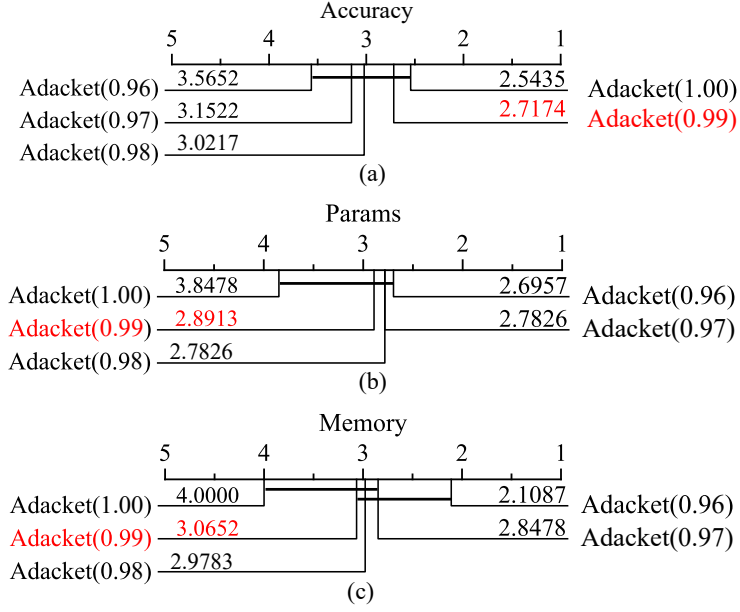 Accuracy
5 4 3 2 1
Adacket(0.96) 3.5652 2.5435 Adacket(1.00)
Adacket(0.97) 3.1522 2.7174 Adacket(0.99)
Adacket(0.98) 3.0217
(a)
Params
5 4 3 2 1
Adacket(1.00) 3.8478 2.6957 Adacket(0.96)
Adacket(0.99) 2.8913 2.7826 Adacket(0.97)
Adacket(0.98) 2.7826
(b)
Memory
5 4 3 2 1
Adacket(1.00) 4.0000 2.1087 Adacket(0.96)
Adacket(0.99) 3.0652 2.8478 Adacket(0.97)
Adacket(0.98) 2.9783
(c)